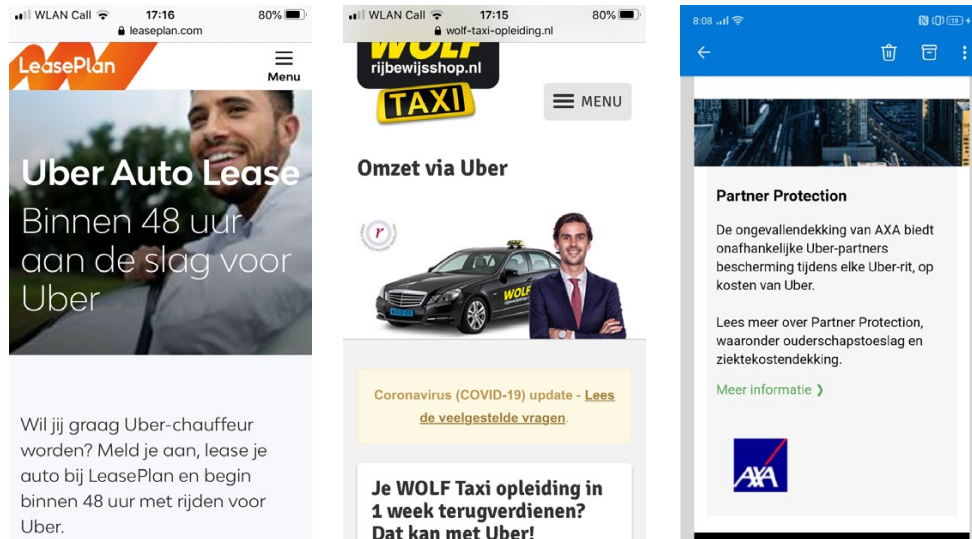 WLAN Call 17:16 80%
leaseplan.com
LeasePlan
Menu
Uber Auto Lease
Binnen 48 uur
aan de slag voor
Uber
Wil jij graag Uber-chauffeur
worden? Meld je aan, lease je
auto bij LeasePlan en begin
binnen 48 uur met rijden voor
Uber.
WLAN Call 17:15 80%
wolf-taxi-opleiding.nl
WOLF
rijbewijsshop.nl
TAXI
MENU
Omzet via Uber
r
WOLF
Coronavirus (COVID-19) update - Lees
de veelgestelde vragen.
Je WOLF Taxi opleiding in
1 week terugverdienen?
Dat kan met Uber!
8:08 19
Partner Protection
De ongevallendekking van AXA biedt
onafhankelijke Uber-partners
bescherming tijdens elke Uber-rit, op
kosten van Uber.
Lees meer over Partner Protection,
waaronder ouderschapstoeslag en
ziektekostendekking.
Meer informatie ❯
AXA